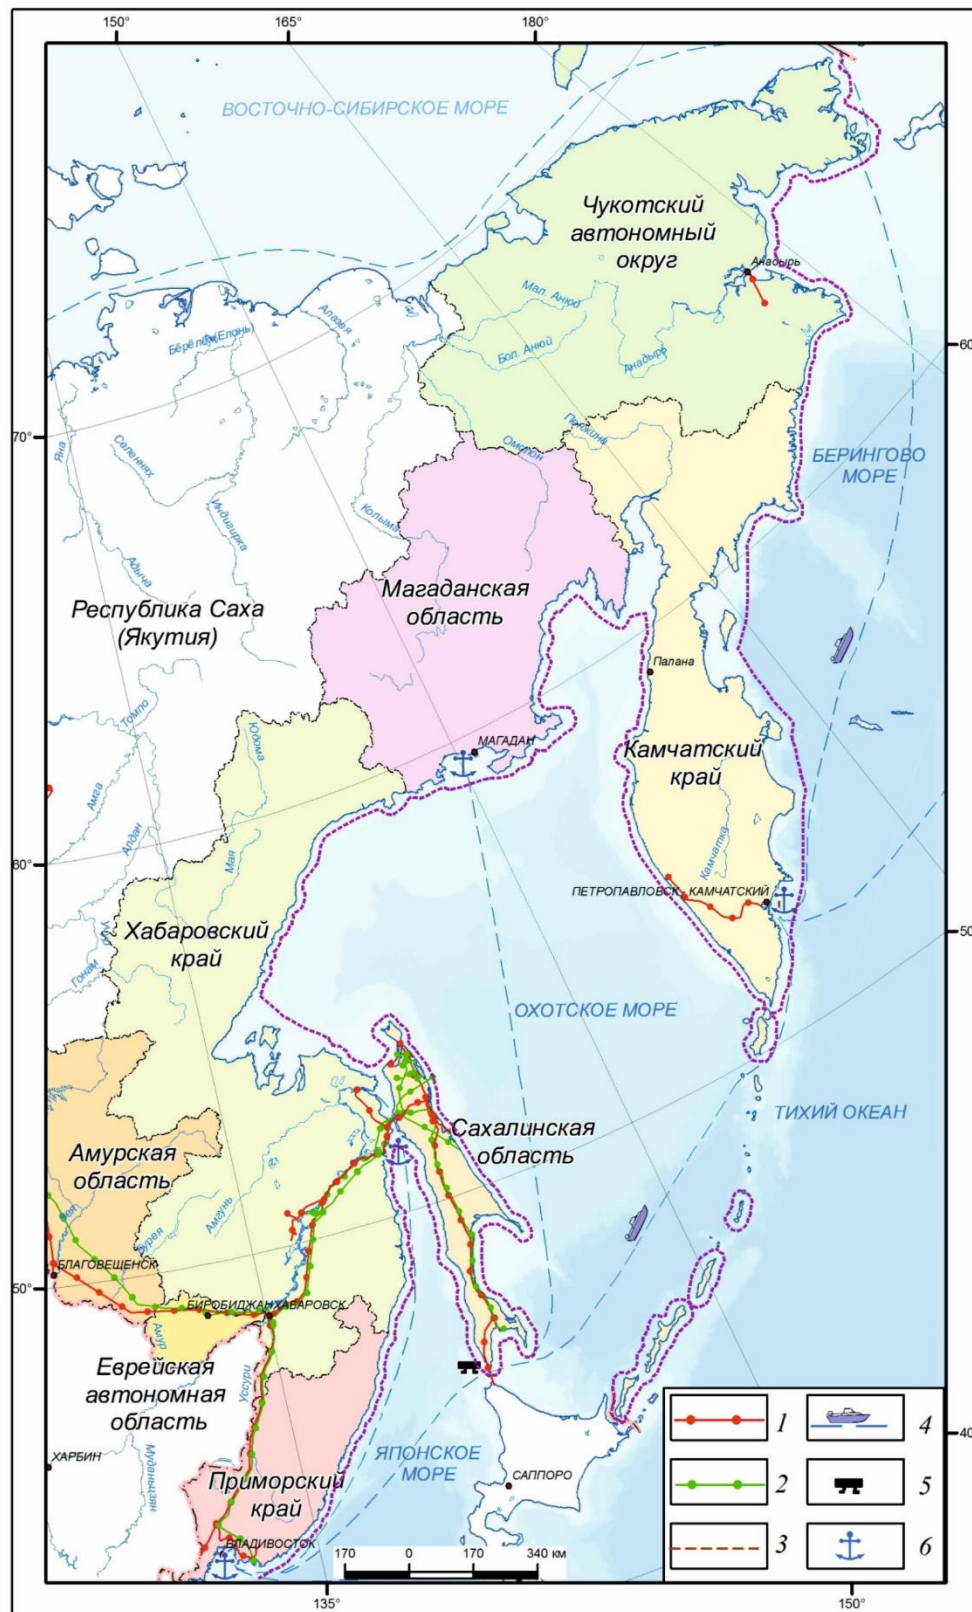 150°
165°
180°
ВОСТОЧНО-СИБИРСКОЕ МОРЕ
Чукотский
автономный
округ
Анадырь
Мал. Анюй
Алазея
Бол. Анюй
Анадырь
60°
70°
Яна
Селеннях
Омолон
БЕРИНГОВО
МОРЕ
Индигирка
Колыма
Адыча
Магаданская
область
Республика Саха
(Якутия)
Палана
Томпо
Юдома
МАГАДАН
Камчатский
край
Амга
Алдан
Мая
Камчатка
60°
ПЕТРОПАВЛОВСК - КАМЧАТСКИЙ
Хабаровский
край
Учур
Гонам
50°
ОХОТСКОЕ МОРЕ
ТИХИЙ ОКЕАН
Сахалинская
область
Амурская
область
Амгунь
Зея
Бурея
БЛАГОВЕЩЕНСК
50°
БИРОБИДЖАН
ХАБАРОВСК
Амур
Еврейская
автономная
область
Уссури
ХАРБИН
Муданьцзян
ЯПОНСКОЕ
МОРЕ
САППОРО
40°
Приморский
край
ВЛАДИВОСТОК
170 0 170 340 км
1
2
3
4
5
6
135°
150°